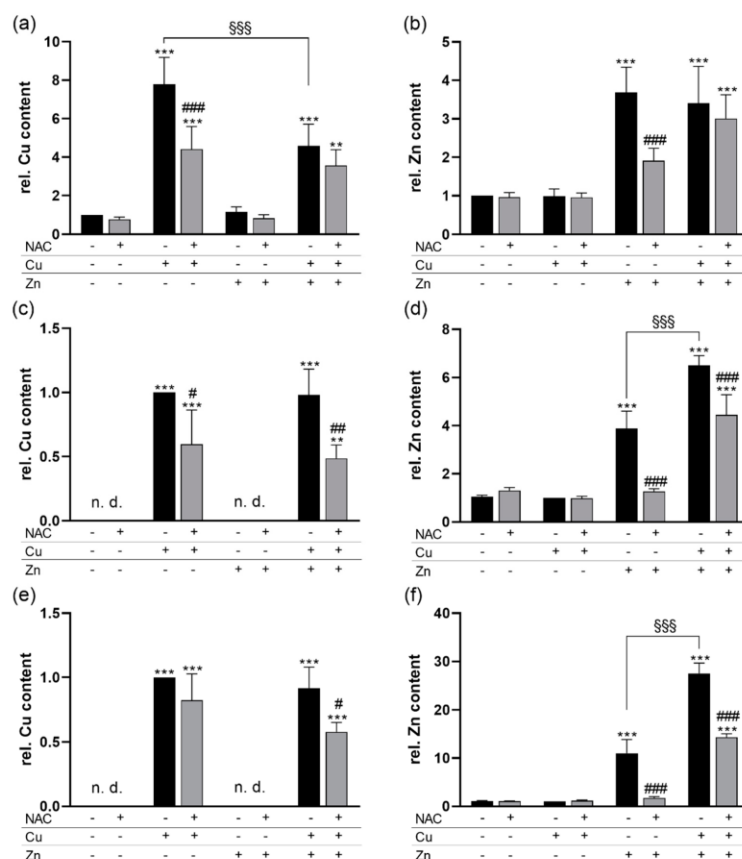 (a)
§§§
10
8
6
4
2
0
rel. Cu content
***
###
***
***
**
NAC - + - + - + - +
Cu - - + + - - + +
Zn - - - - + + + +
(b)
5
4
3
2
1
0
rel. Zn content
***
###
***
***
NAC - + - + - + - +
Cu - - + + - - + +
Zn - - - - + + + +
(c)
1.5
1.0
0.5
0.0
rel. Cu content
n. d.
***
#
***
n. d.
***
##
**
NAC - + - + - + - +
Cu - - + + - - + +
Zn - - - - + + + +
(d)
§§§
8
6
4
2
0
rel. Zn content
***
###
***
###
***
NAC - + - + - + - +
Cu - - + + - - + +
Zn - - - - + + + +
(e)
1.5
1.0
0.5
0.0
rel. Cu content
n. d.
***
***
n. d.
***
#
***
NAC - + - + - + - +
Cu - - + + - - + +
Zn - - - - + + + +
(f)
§§§
40
30
20
10
0
rel. Zn content
***
###
***
###
***
NAC - + - + - + - +
Cu - - + + - - + +
Zn - - - - + + + +